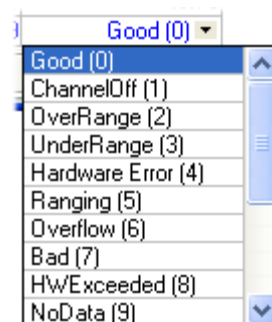 Good (0)
Good (0)
ChannelOff (1)
OverRange (2)
UnderRange (3)
Hardware Error (4)
Ranging (5)
Overflow (6)
Bad (7)
HWExceeded (8)
NoData (9)